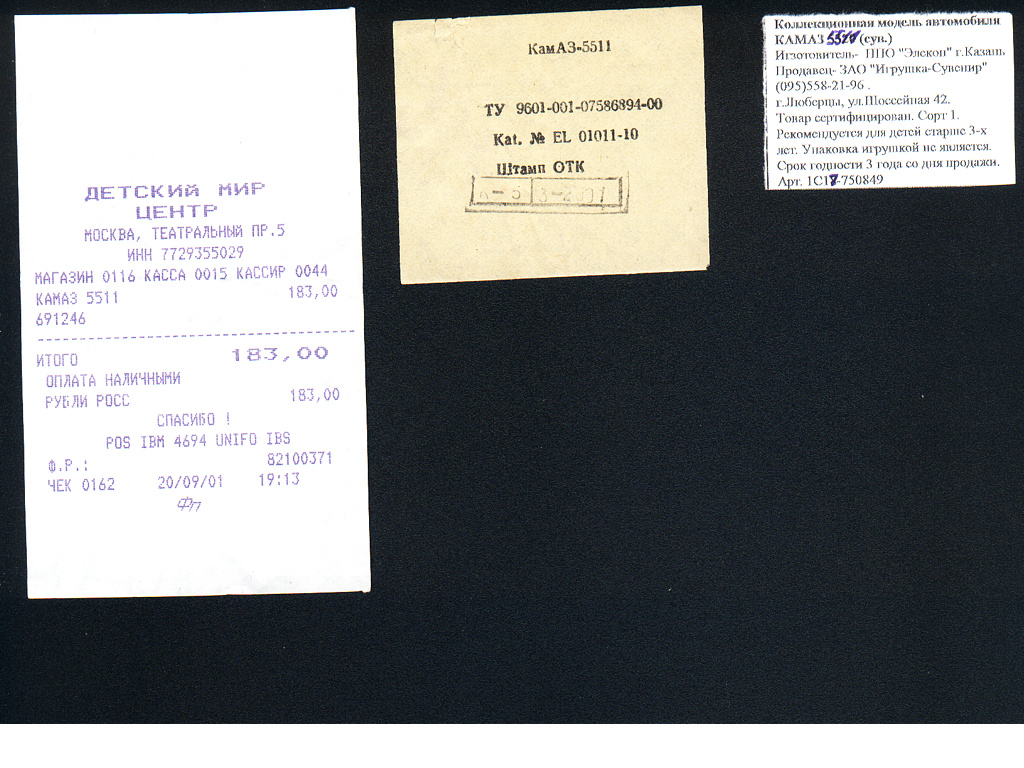 ДЕТСКИЙ МИР
ЦЕНТР
МОСКВА, ТЕАТРАЛЬНЫЙ ПР.5
ИНН 7729355029
МАГАЗИН 0116 КАССА 0015 КАССИР 0044
КАМАЗ 5511 183,00
691246
ИТОГО 183,00
ОПЛАТА НАЛИЧНЫМИ
РУБЛИ РОСС 183,00
СПАСИБО !
POS IBM 4694 UNIFO IBS
Ф.Р.: 82100371
ЧЕК 0162 20/09/01 19:13
ФП
КамАЗ-5511
ТУ 9601-001-07586894-00
Kat. № EL 01011-10
Штамп ОТК
Коллекционная модель автомобиля
КАМАЗ (сув.)
Изготовитель- ППО "Элекон" г.Казань
Продавец- ЗАО "Игрушка-Сувенир"
(095)558-21-96 .
г.Люберцы, ул.Шоссейная 42.
Товар сертифицирован. Сорт 1.
Рекомендуется для детей старше 3-х
лет. Упаковка игрушкой не является.
Срок годности 3 года со дня продажи.
Арт.